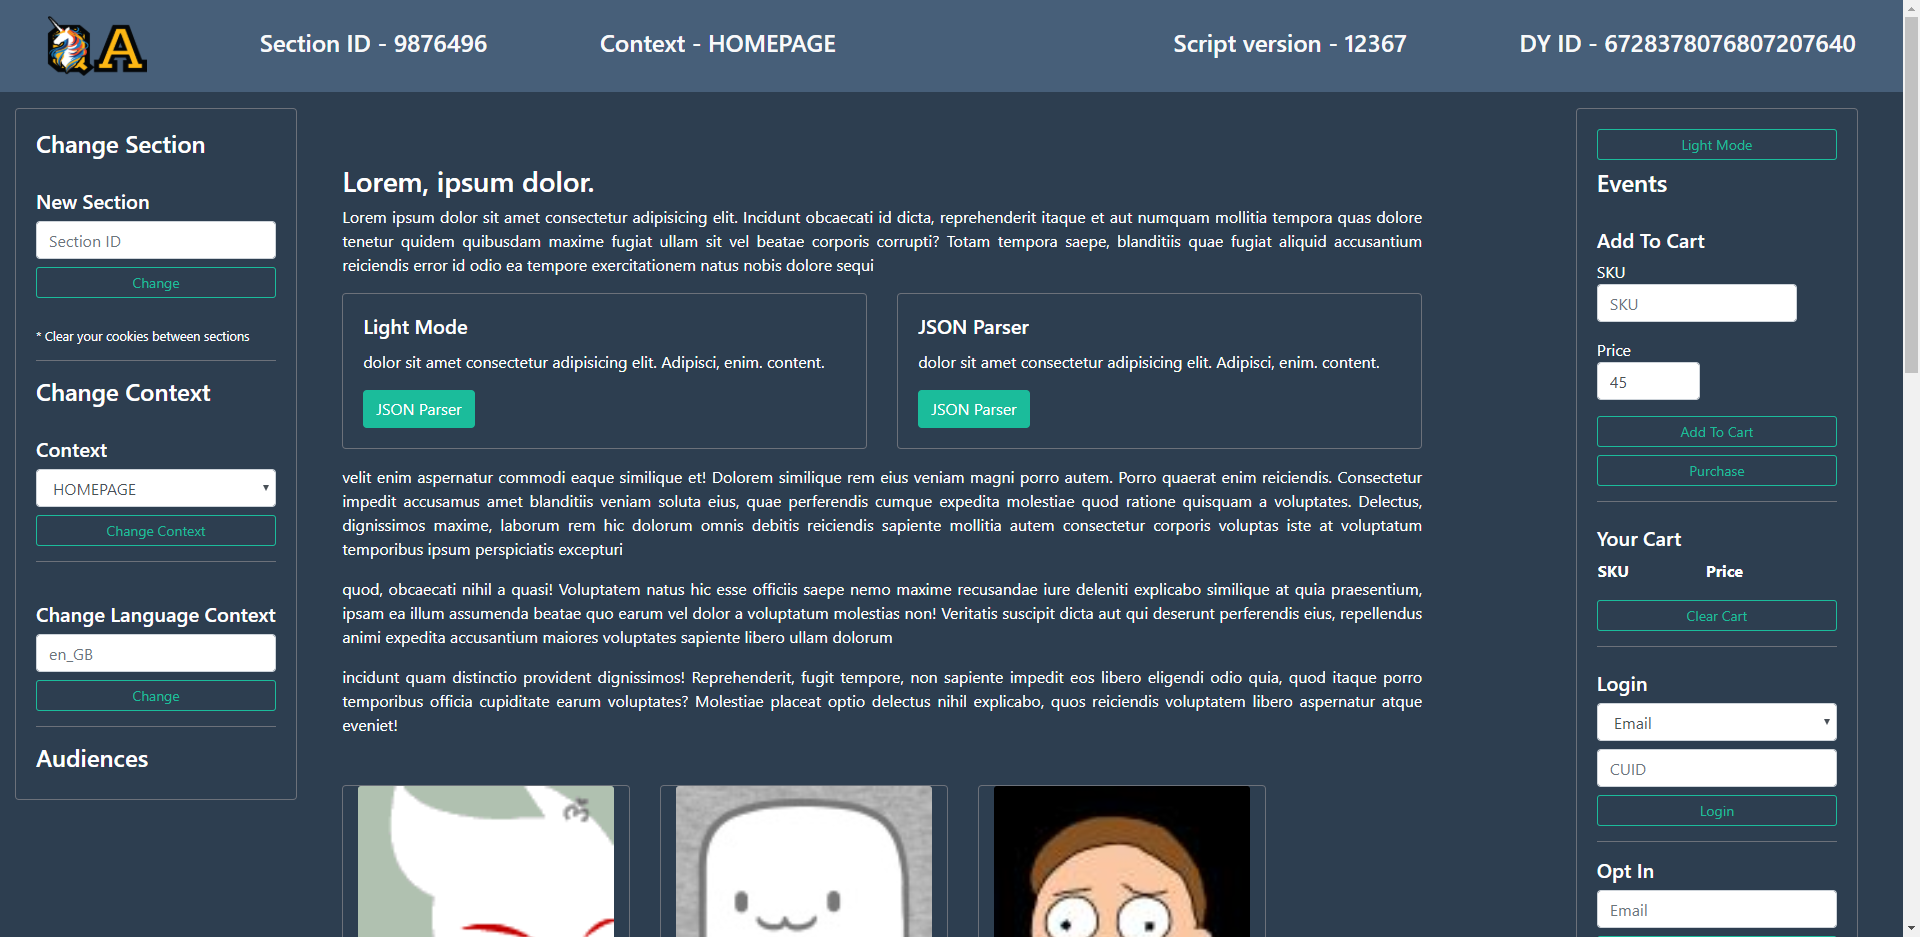 QA
Section ID - 9876496
Context - HOMEPAGE
Script version - 12367
DY ID - 6728378076807207640
Change Section
New Section
Section ID
Change
* Clear your cookies between sections
Change Context
Context
HOMEPAGE
Change Context
Change Language Context
en_GB
Change
Audiences
Lorem, ipsum dolor.
Lorem ipsum dolor sit amet consectetur adipisicing elit. Incidunt obcaecati id dicta, reprehenderit itaque et aut numquam mollitia tempora quas dolore
tenetur quidem quibusdam maxime fugiat ullam sit vel beatae corporis corrupti? Totam tempora saepe, blanditiis quae fugiat aliquid accusantium
reiciendis error id odio ea tempore exercitationem natus nobis dolore sequi
Light Mode
dolor sit amet consectetur adipisicing elit. Adipisci, enim. content.
JSON Parser
JSON Parser
dolor sit amet consectetur adipisicing elit. Adipisci, enim. content.
JSON Parser
velit enim aspernatur commodi eaque similique et! Dolorem similique rem eius veniam magni porro autem. Porro quaerat enim reiciendis. Consectetur
impedit accusamus amet blanditiis veniam soluta eius, quae perferendis cumque expedita molestiae quod ratione quisquam a voluptates. Delectus,
dignissimos maxime, laborum rem hic dolorum omnis debitis reiciendis sapiente mollitia autem consectetur corporis voluptas iste at voluptatum
temporibus ipsum perspiciatis excepturi
quod, obcaecati nihil a quasi! Voluptatem natus hic esse officiis saepe nemo maxime recusandae iure deleniti explicabo similique at quia praesentium,
ipsam ea illum assumenda beatae quo earum vel dolor a voluptatum molestias non! Veritatis suscipit dicta aut qui deserunt perferendis eius, repellendus
animi expedita accusantium maiores voluptates sapiente libero ullam dolorum
incidunt quam distinctio provident dignissimos! Reprehenderit, fugit tempore, non sapiente impedit eos libero eligendi odio quia, quod itaque porro
temporibus officia cupiditate earum voluptates? Molestiae placeat optio delectus nihil explicabo, quos reiciendis voluptatem libero aspernatur atque
eveniet!
Light Mode
Events
Add To Cart
SKU
SKU
Price
45
Add To Cart
Purchase
Your Cart
SKU Price
Clear Cart
Login
Email
CUID
Login
Opt In
Email